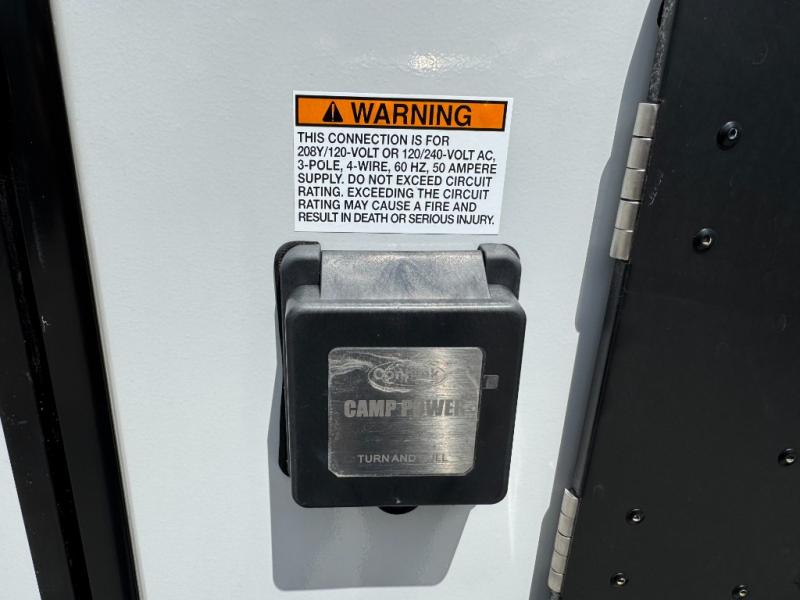 WARNING
THIS CONNECTION IS FOR
208Y/120-VOLT OR 120/240-VOLT AC,
3-POLE, 4-WIRE, 60 HZ, 50 AMPERE
SUPPLY. DO NOT EXCEED CIRCUIT
RATING. EXCEEDING THE CIRCUIT
RATING MAY CAUSE A FIRE AND
RESULT IN DEATH OR SERIOUS INJURY.
CAMP POWER
TURN AND PULL